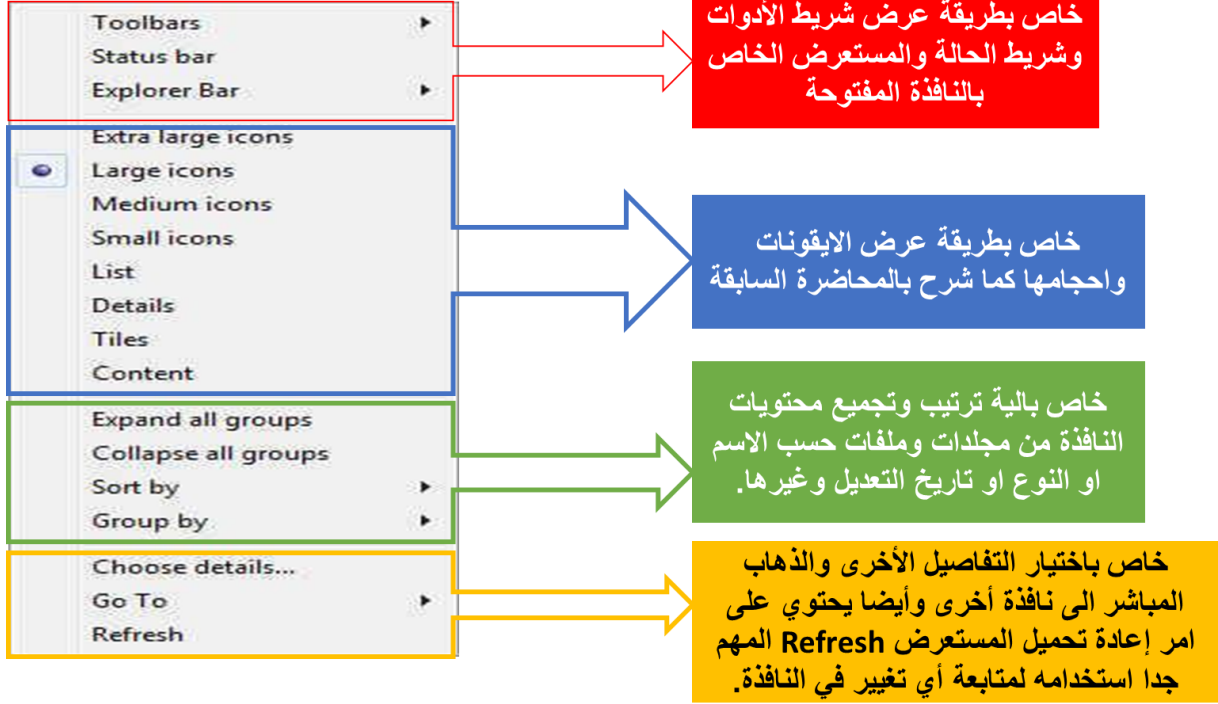 Toolbars
Status bar
Explorer Bar
خاص بطريقة عرض شريط الأدوات
وشريط الحالة والمستعرض الخاص
بالنافذة المفتوحة
Extra large icons
Large icons
Medium icons
Small icons
List
Details
Tiles
Content
خاص بطريقة عرض الايقونات
واحجامها كما شرح بالمحاضرة السابقة
Expand all groups
Collapse all groups
Sort by
Group by
خاص بالية ترتيب وتجميع محتويات
النافذة من مجلدات وملفات حسب الاسم
او النوع او تاريخ التعديل وغيرها.
Choose details...
Go To
Refresh
خاص باختيار التفاصيل الأخرى والذهاب
المباشر الى نافذة أخرى وأيضا يحتوي على
امر إعادة تحميل المستعرض Refresh المهم
جدا استخدامه لمتابعة أي تغيير في النافذة.